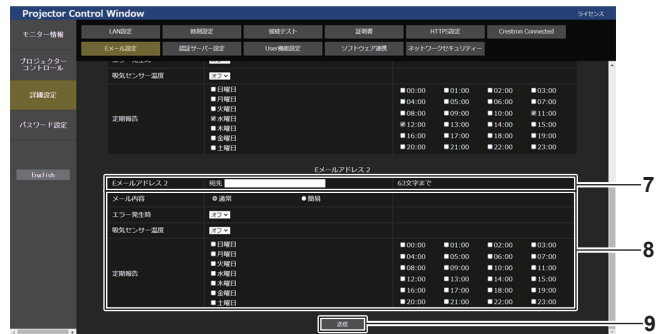 Projector Control Window ライセンス
モニター情報 LAN設定 時刻設定 接続テスト 証明書 HTTPS設定 Crestron Connected
Eメール設定 認証サーバー設定 User機能設定 ソフトウェア連携 ネットワークセキュリティー
プロジェクター
コントロール
詳細設定
パスワード設定
English
エラー発生時 オフ
吸気センサー温度 オフ
定期報告
日曜日 00:00 01:00 02:00 03:00
月曜日 04:00 05:00 06:00 07:00
火曜日 08:00 09:00 10:00 11:00
水曜日 12:00 13:00 14:00 15:00
木曜日 16:00 17:00 18:00 19:00
金曜日 20:00 21:00 22:00 23:00
土曜日
Eメールアドレス 2
Eメールアドレス 2 宛先 63文字まで 7
メール内容 通常 簡易
エラー発生時 オフ
吸気センサー温度 オフ
8
定期報告
日曜日 00:00 01:00 02:00 03:00
月曜日 04:00 05:00 06:00 07:00
火曜日 08:00 09:00 10:00 11:00
水曜日 12:00 13:00 14:00 15:00
木曜日 16:00 17:00 18:00 19:00
金曜日 20:00 21:00 22:00 23:00
土曜日
送信 9